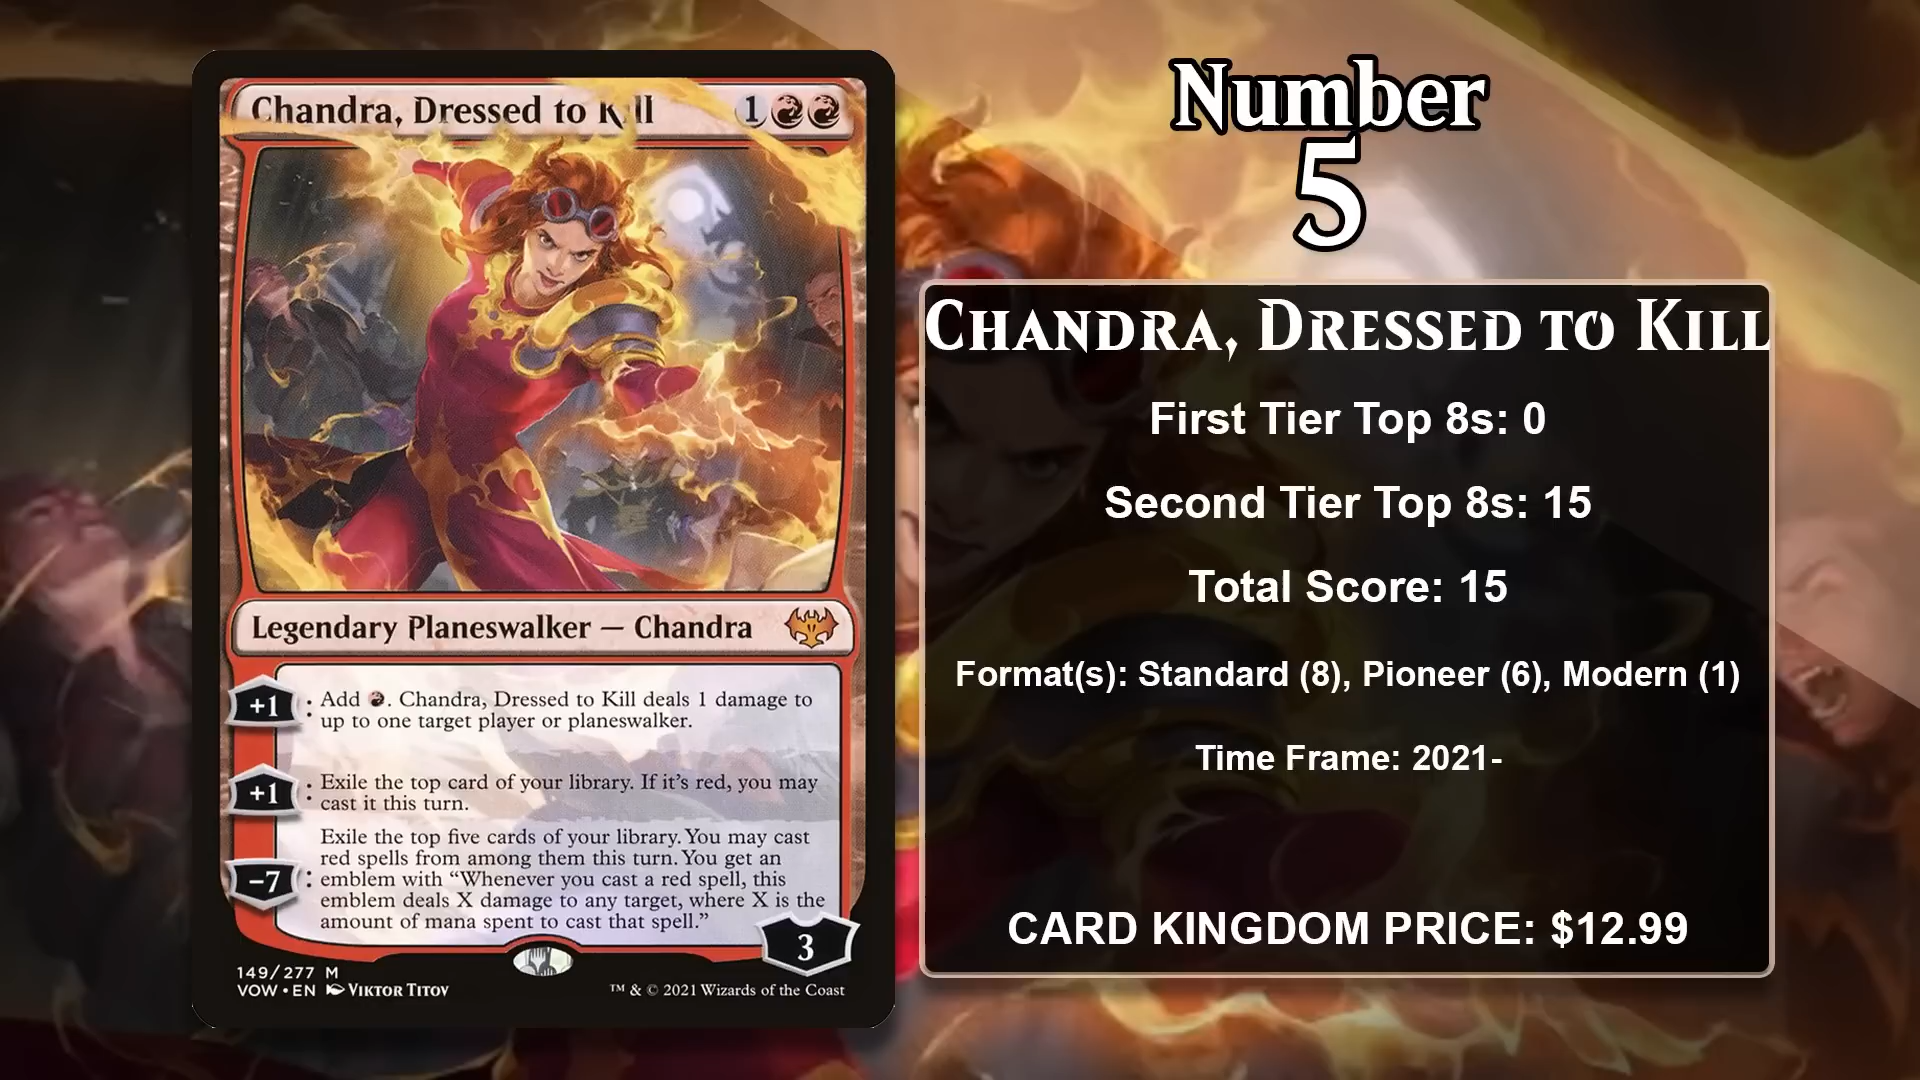 Chandra, Dressed to Kill 1
Legendary Planeswalker — Chandra
+1 : Add . Chandra, Dressed to Kill deals 1 damage to
up to one target player or planeswalker.
+1 : Exile the top card of your library. If it's red, you may
cast it this turn.
Exile the top five cards of your library. You may cast
red spells from among them this turn. You get an
−7 : emblem with “Whenever you cast a red spell, this
emblem deals X damage to any target, where X is the
amount of mana spent to cast that spell.”
3
149/277 M
VOW • EN Viktor Titov
™ & © 2021 Wizards of the Coast
Number
5
Chandra, Dressed to Kill
First Tier Top 8s: 0
Second Tier Top 8s: 15
Total Score: 15
Format(s): Standard (8), Pioneer (6), Modern (1)
Time Frame: 2021-
CARD KINGDOM PRICE: $12.99